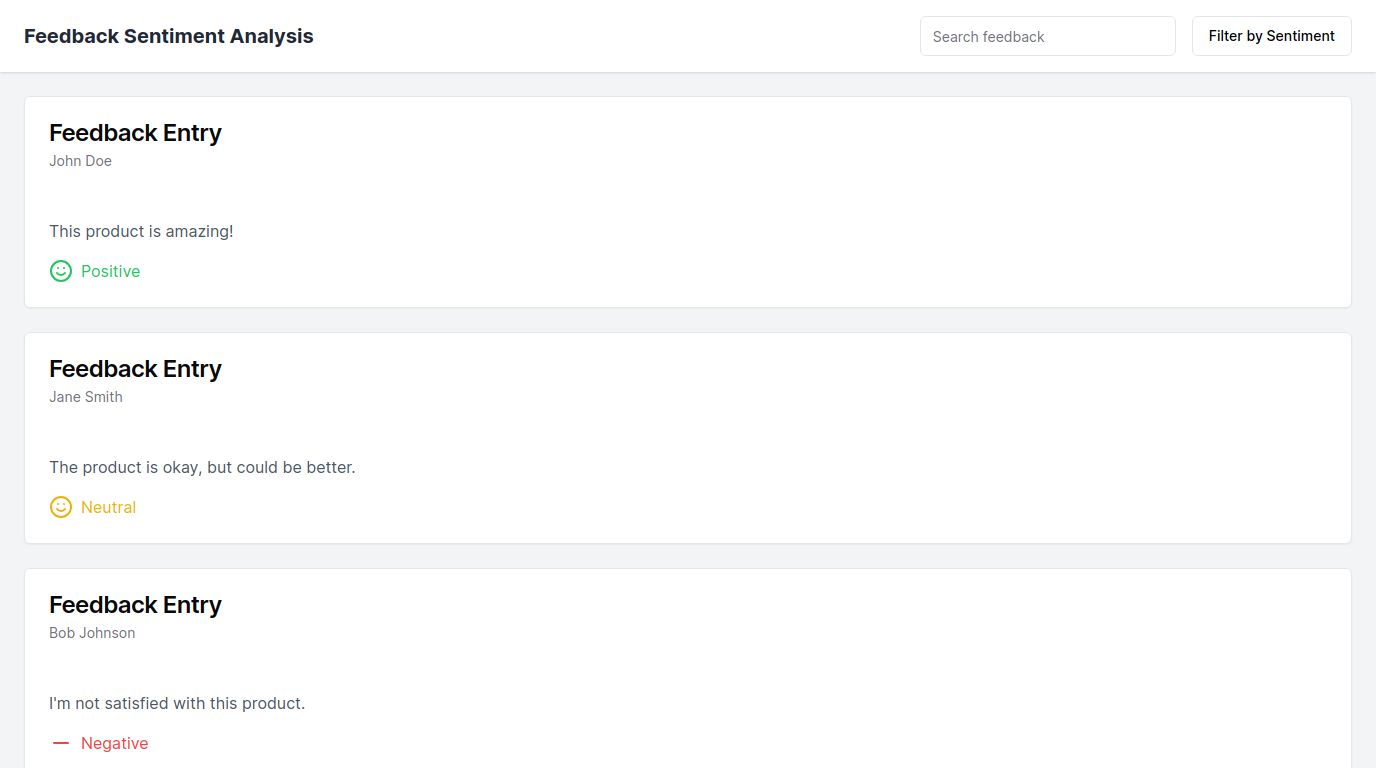 Feedback Sentiment Analysis
Search feedback
Filter by Sentiment
Feedback Entry
John Doe
This product is amazing!
Positive
Feedback Entry
Jane Smith
The product is okay, but could be better.
Neutral
Feedback Entry
Bob Johnson
I'm not satisfied with this product.
Negative